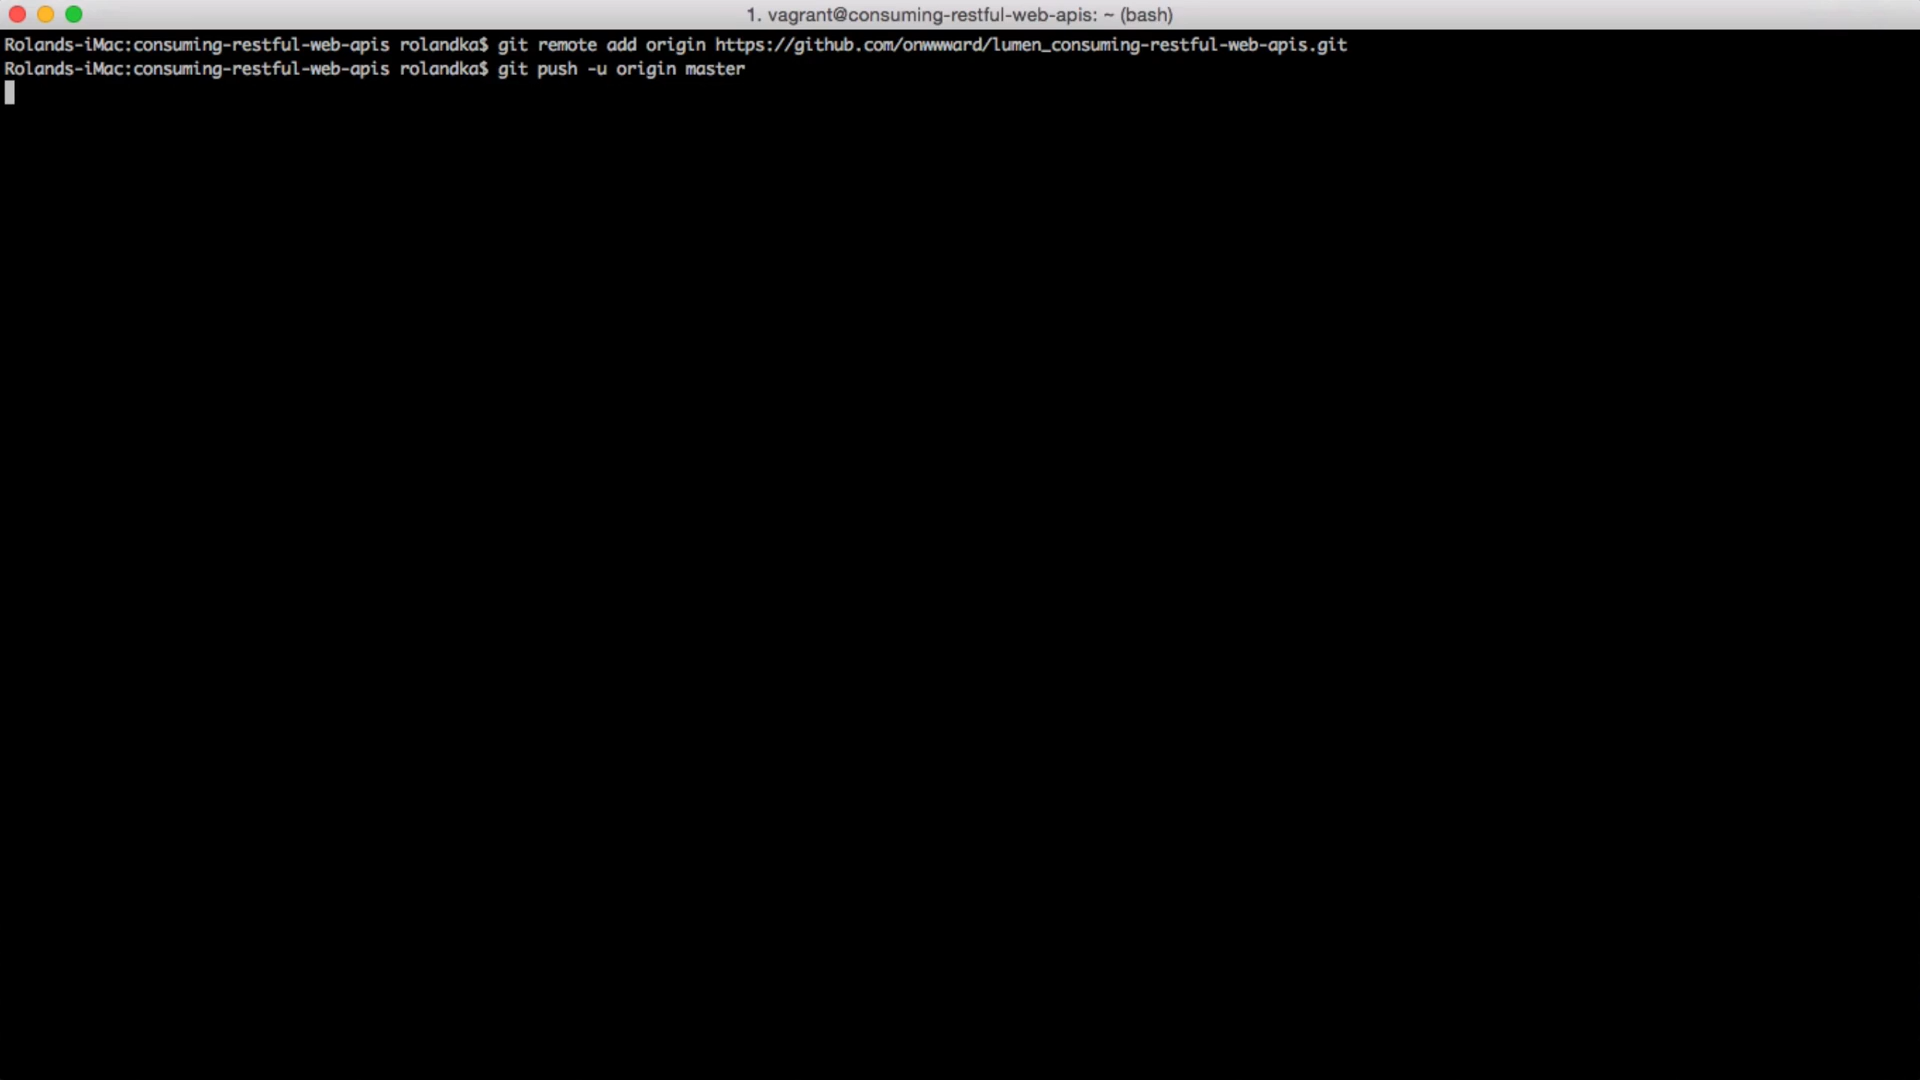 1. vagrant@consuming-restful-web-apis: ~ (bash)
Rolands-iMac:consuming-restful-web-apis rolandka$ git remote add origin https://github.com/onwwward/lumen_consuming-restful-web-apis.git
Rolands-iMac:consuming-restful-web-apis rolandka$ git push -u origin master